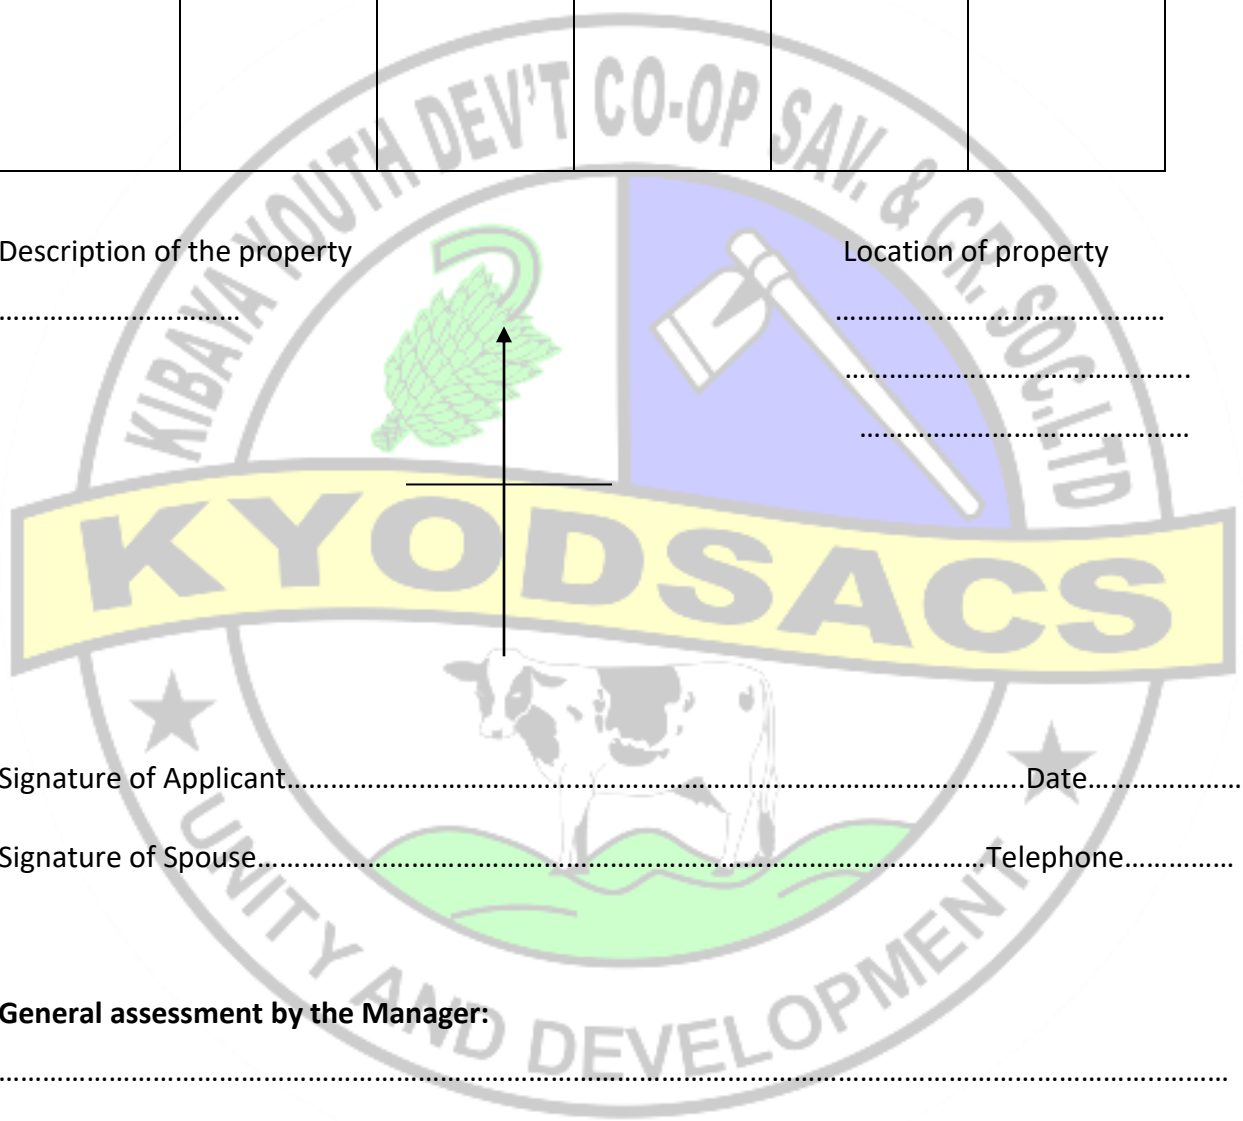 KIBAYA YOUTH DEV'T CO-OP SAV. & CR. SOC.LTD
Description of the property Location of property
……………………………. ………………………………………
………………………………………..
………………………………………
KYODSACS
Signature of Applicant……………………………………………………………………………………..…..Date…………………
Signature of Spouse………………………………………………………………………………………Telephone……………
UNITY AND DEVELOPMENT
General assessment by the Manager:
……………………………………………………………………………………………………………………………………………..………